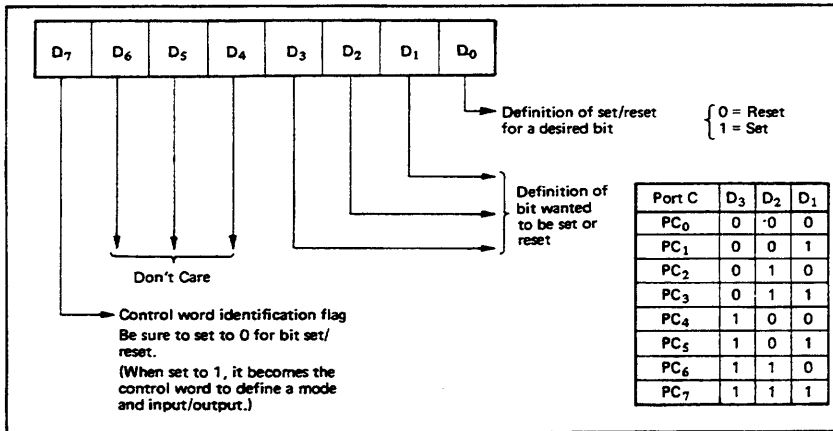 D₇ D₆ D₅ D₄ D₃ D₂ D₁ D₀
Definition of set/reset
for a desired bit
0 = Reset
1 = Set
Definition of
bit wanted
to be set or
reset
Don't Care
Control word identification flag
Be sure to set to 0 for bit set/
reset.
(When set to 1, it becomes the
control word to define a mode
and input/output.)
Port C D₃ D₂ D₁
PC₀ 0 0 0
PC₁ 0 0 1
PC₂ 0 1 0
PC₃ 0 1 1
PC₄ 1 0 0
PC₅ 1 0 1
PC₆ 1 1 0
PC₇ 1 1 1